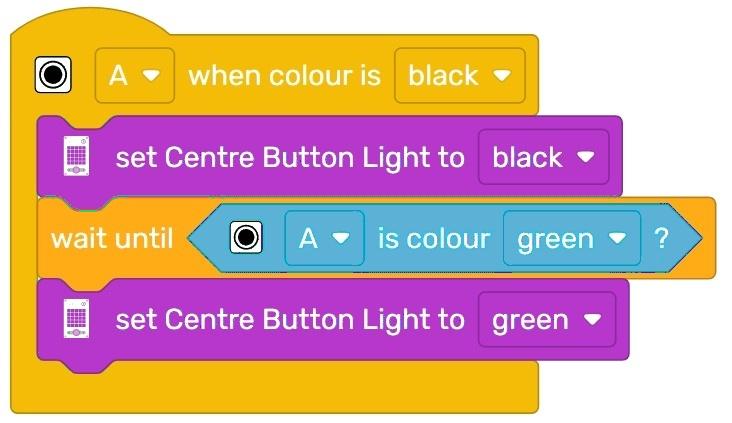 A when colour is black
set Centre Button Light to black
wait until A is colour green ?
set Centre Button Light to green